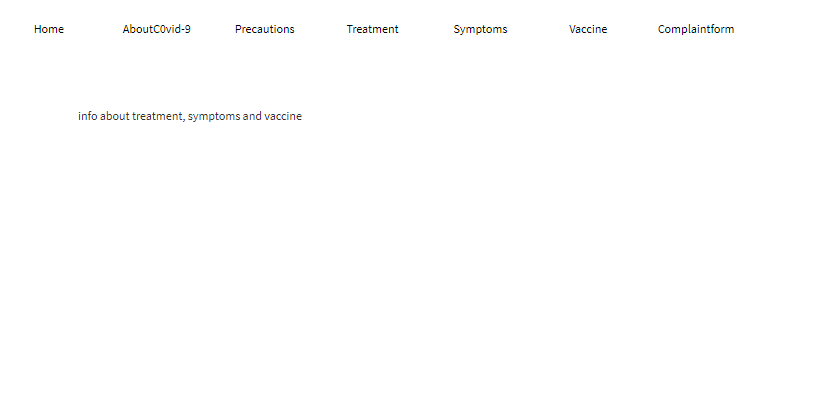 Home AboutC0vid-9 Precautions Treatment Symptoms Vaccine Complaintform
info about treatment, symptoms and vaccine